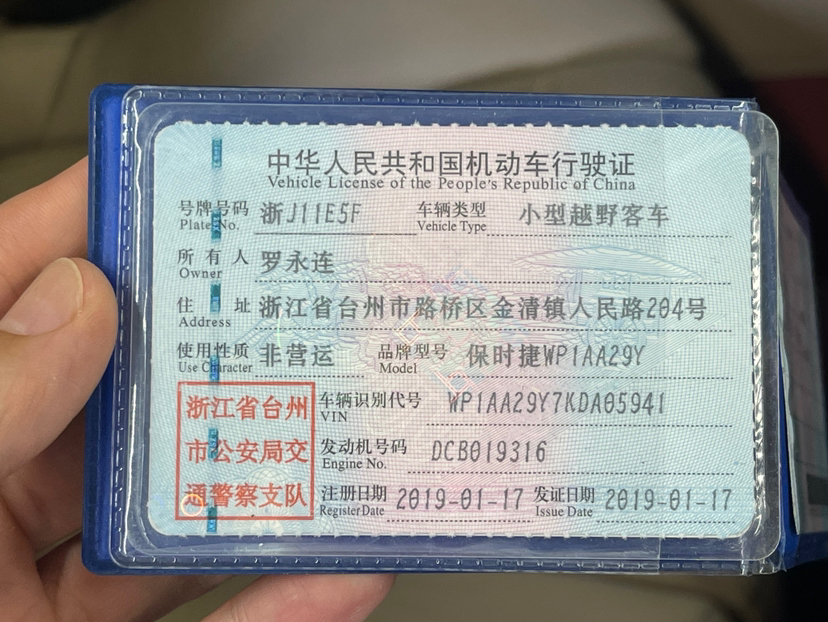 中华人民共和国机动车行驶证
Vehicle License of the People's Republic of China
号牌号码 浙J11E5F 车辆类型 小型越野客车
Plate No. Vehicle Type
所有人 罗永连
Owner
住址 浙江省台州市路桥区金清镇人民路204号
Address
使用性质 非营运 品牌型号 保时捷WP1AA29Y
Use Character Model
浙江省台州 车辆识别代号 WP1AA29Y7KDA05941
VIN
市公安局交 发动机号码 DCB019316
Engine No.
通警察支队 注册日期 2019-01-17 发证日期 2019-01-17
Register Date Issue Date